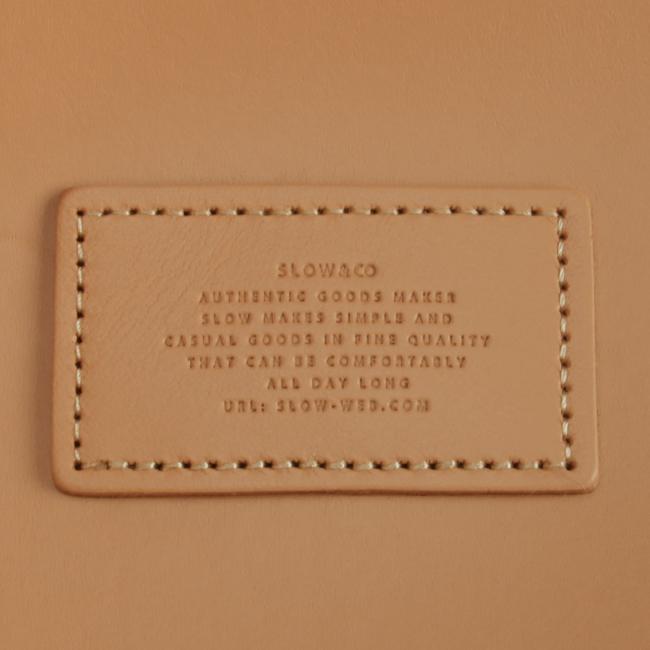 SLOW&CO
AUTHENTIC GOODS MAKER
SLOW MAKES SIMPLE AND
CASUAL GOODS IN FINE QUALITY
THAT CAN BE COMFORTABLY
ALL DAY LONG
URL: SLOW-WEB.COM